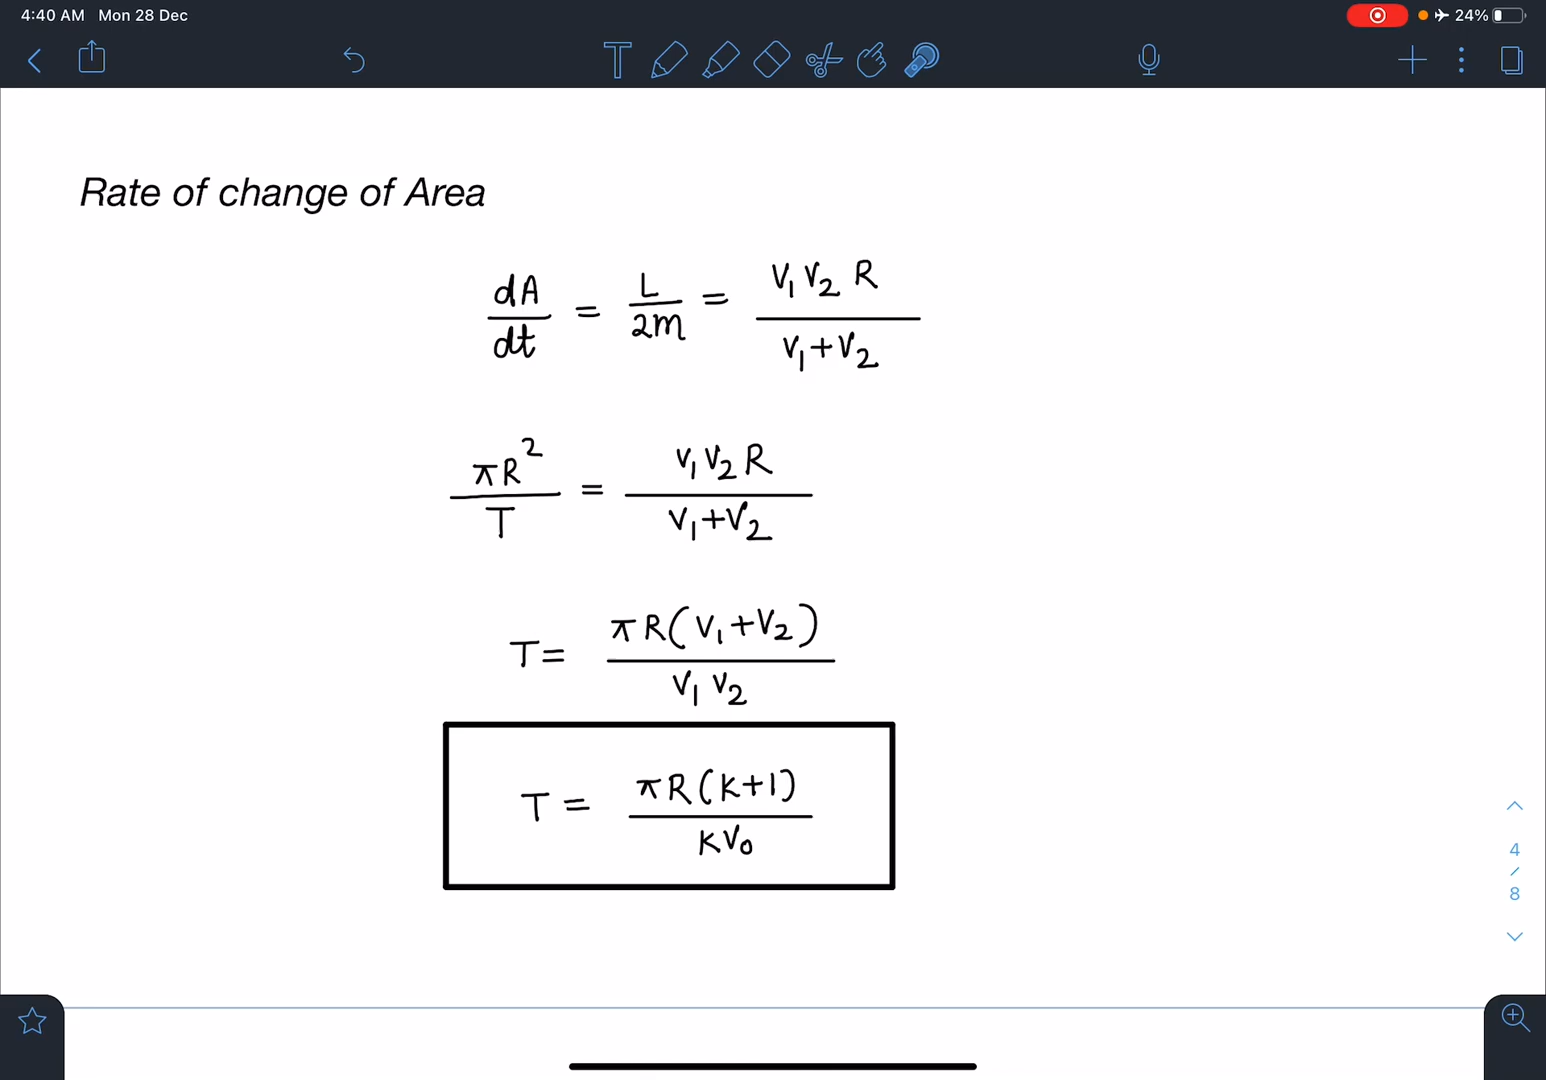 4:40 AM Mon 28 Dec
24%
T
Rate of change of Area
dA/dt = L/2m = V₁V₂R/(V₁+V₂)
πR²/T = V₁V₂R/(V₁+V₂)
T= πR(V₁+V₂)/V₁V₂
T = πR(K+1)/KV₀
4
/
8